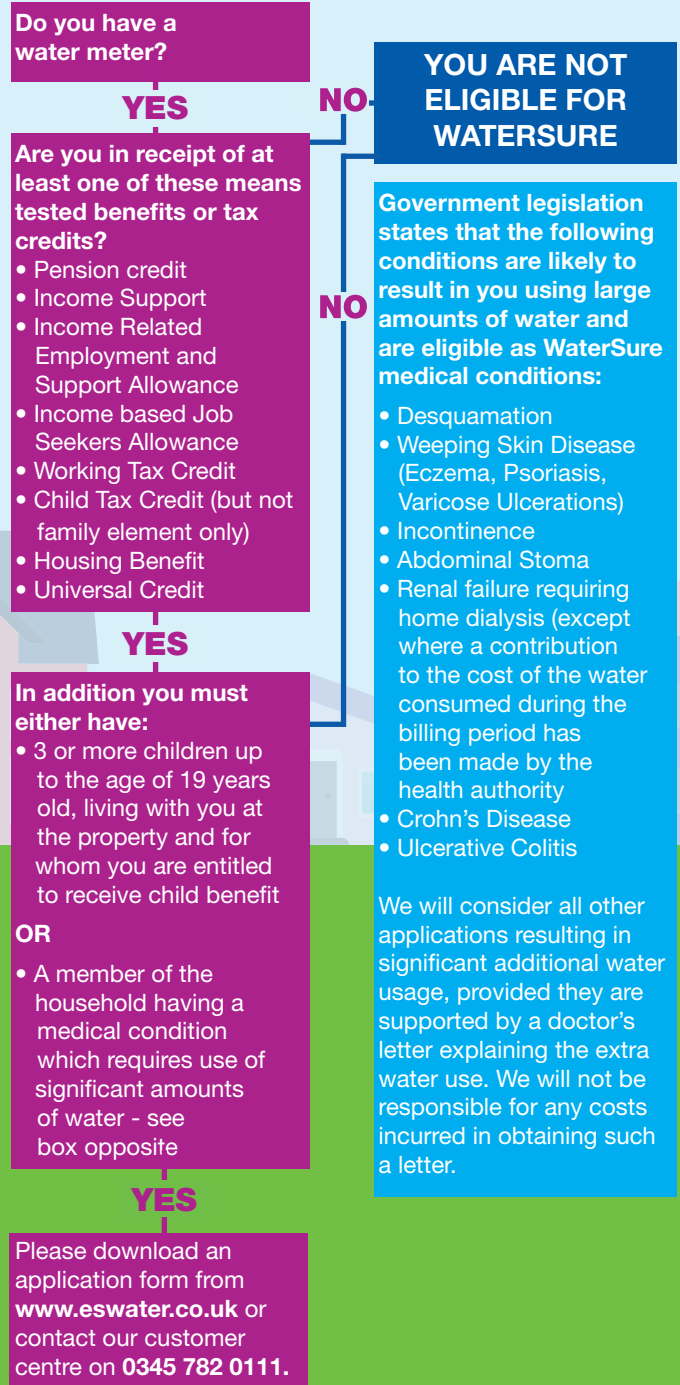 Do you have a
water meter?
YES
NO
YOU ARE NOT
ELIGIBLE FOR
WATERSURE
Are you in receipt of at
least one of these means
tested benefits or tax
credits?
• Pension credit
• Income Support
• Income Related
Employment and
Support Allowance
• Income based Job
Seekers Allowance
• Working Tax Credit
• Child Tax Credit (but not
family element only)
• Housing Benefit
• Universal Credit
NO
YES
In addition you must
either have:
• 3 or more children up
to the age of 19 years
old, living with you at
the property and for
whom you are entitled
to receive child benefit
OR
• A member of the
household having a
medical condition
which requires use of
significant amounts
of water - see
box opposite
YES
Please download an
application form from
www.eswater.co.uk or
contact our customer
centre on 0345 782 0111.
Government legislation
states that the following
conditions are likely to
result in you using large
amounts of water and
are eligible as WaterSure
medical conditions:
• Desquamation
• Weeping Skin Disease
(Eczema, Psoriasis,
Varicose Ulcerations)
• Incontinence
• Abdominal Stoma
• Renal failure requiring
home dialysis (except
where a contribution
to the cost of the water
consumed during the
billing period has
been made by the
health authority
• Crohn's Disease
• Ulcerative Colitis
We will consider all other
applications resulting in
significant additional water
usage, provided they are
supported by a doctor's
letter explaining the extra
water use. We will not be
responsible for any costs
incurred in obtaining such
a letter.